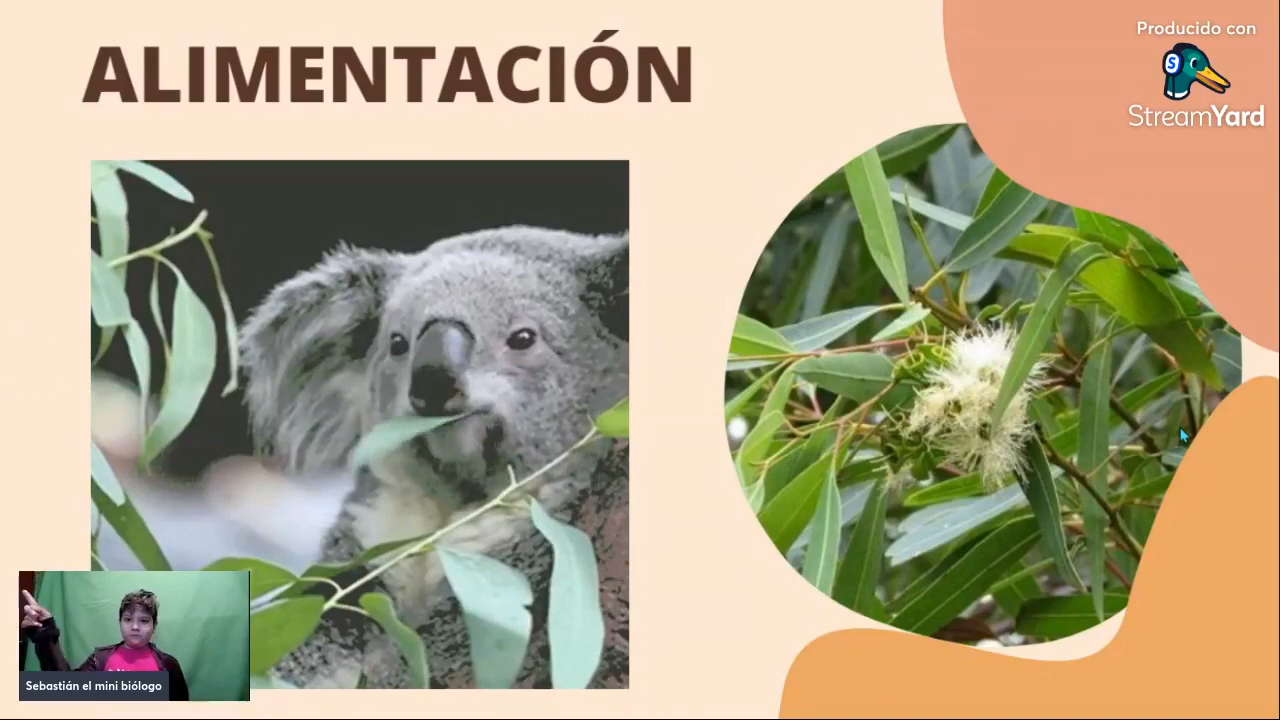 ALIMENTACIÓN
Producido con
S
StreamYard
Sebastián el mini biólogo